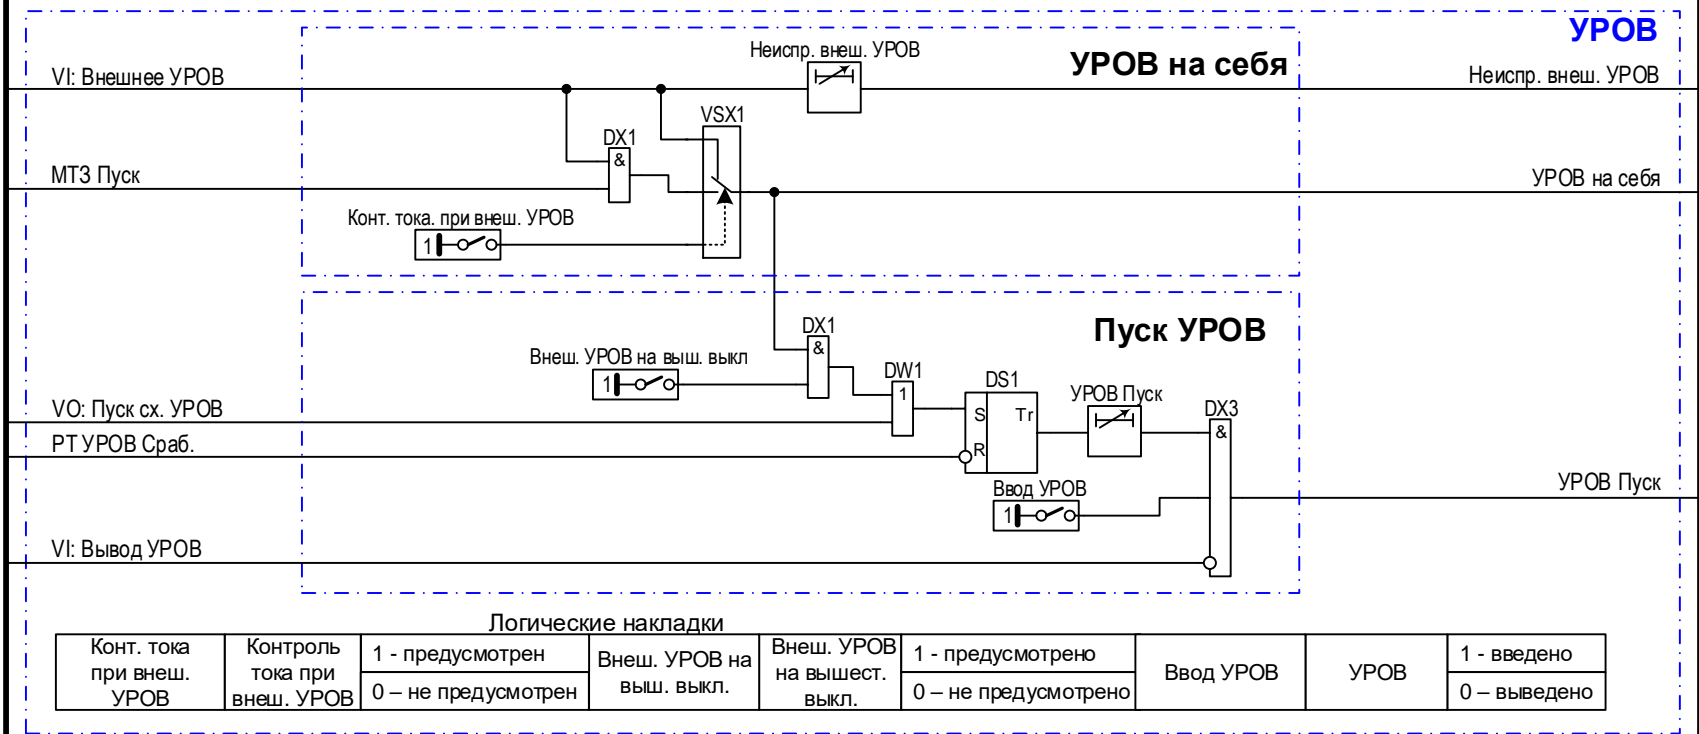 УРОВ
Неиспр. внеш. УРОВ
УРОВ на себя
VI: Внешнее УРОВ
Неиспр. внеш. УРОВ
VSX1
DX1
&
МТЗ Пуск
УРОВ на себя
Конт. тока. при внеш. УРОВ
1
Пуск УРОВ
DX1
&
Внеш. УРОВ на выш. выкл
1
DW1
1
DS1
S
Tr
R
УРОВ Пуск
DX3
&
VO: Пуск сх. УРОВ
РТ УРОВ Сраб.
Ввод УРОВ
1
УРОВ Пуск
VI: Вывод УРОВ
Логические накладки
Конт. тока
при внеш.
УРОВ
Контроль
тока при
внеш. УРОВ
1 - предусмотрен
0 – не предусмотрен
Внеш. УРОВ на
выш. выкл.
Внеш. УРОВ
на вышест.
выкл.
1 - предусмотрено
0 – не предусмотрено
Ввод УРОВ
УРОВ
1 - введено
0 – выведено